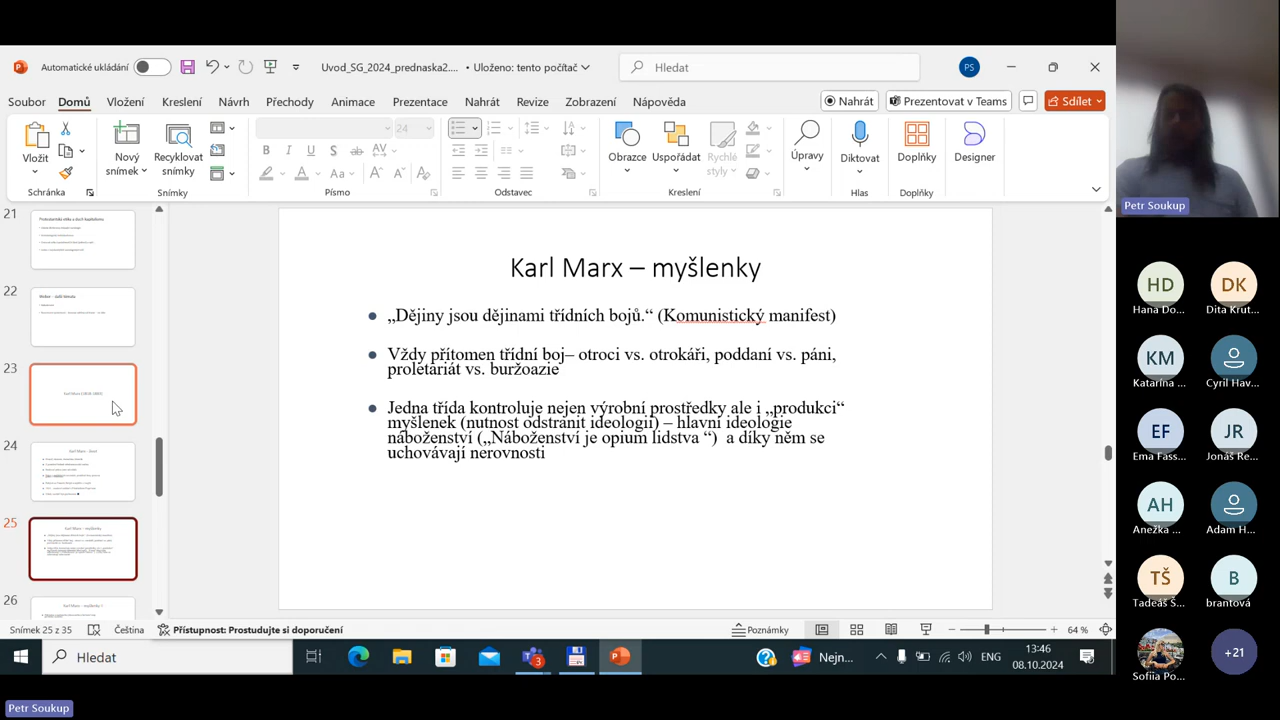 Automatické ukládání
Uvod_SG_2024_prednaska2.... • Uloženo: tento počítač
Hledat
PS
Soubor Domů Vložení Kreslení Návrh Přechody Animace Prezentace Nahrát Revize Zobrazení Nápověda
Nahrát
Prezentovat v Teams
Sdílet
Vložit
Nový snímek
Recyklovat snímky
24
Obrazce
Uspořádat
Rychlé styly
Úpravy
Diktovat
Doplňky
Designer
Schránka
Snímky
Písmo
Odstavec
Kreslení
Hlas
Doplňky
21
22
23
24
25
26
Karl Marx – myšlenky
„Dějiny jsou dějinami třídních bojů.“ (Komunistický manifest)
Vždy přítomen třídní boj– otroci vs. otrokáři, poddaní vs. páni,
proletariát vs. buržoazie
Jedna třída kontroluje nejen výrobní prostředky ale i „produkci“
myšlenek (nutnost odstranit ideologii) – hlavní ideologie
náboženství („Náboženství je opium lidstva “) a díky něm se
uchovávají nerovnosti
Snímek 25 z 35
Čeština
Přístupnost: Prostudujte si doporučení
Poznámky
64 %
Hledat
3
Nejn...
ENG
13:46
08.10.2024
Petr Soukup
Petr Soukup
HD
Hana Do...
DK
Dita Krut...
KM
Katarína ...
Cyril Hav...
EF
Ema Fass...
JR
Jonáš Re...
AH
Anežka ...
Adam H...
TŠ
Tadeáš Š...
B
brantová
Sofiia Po...
+21